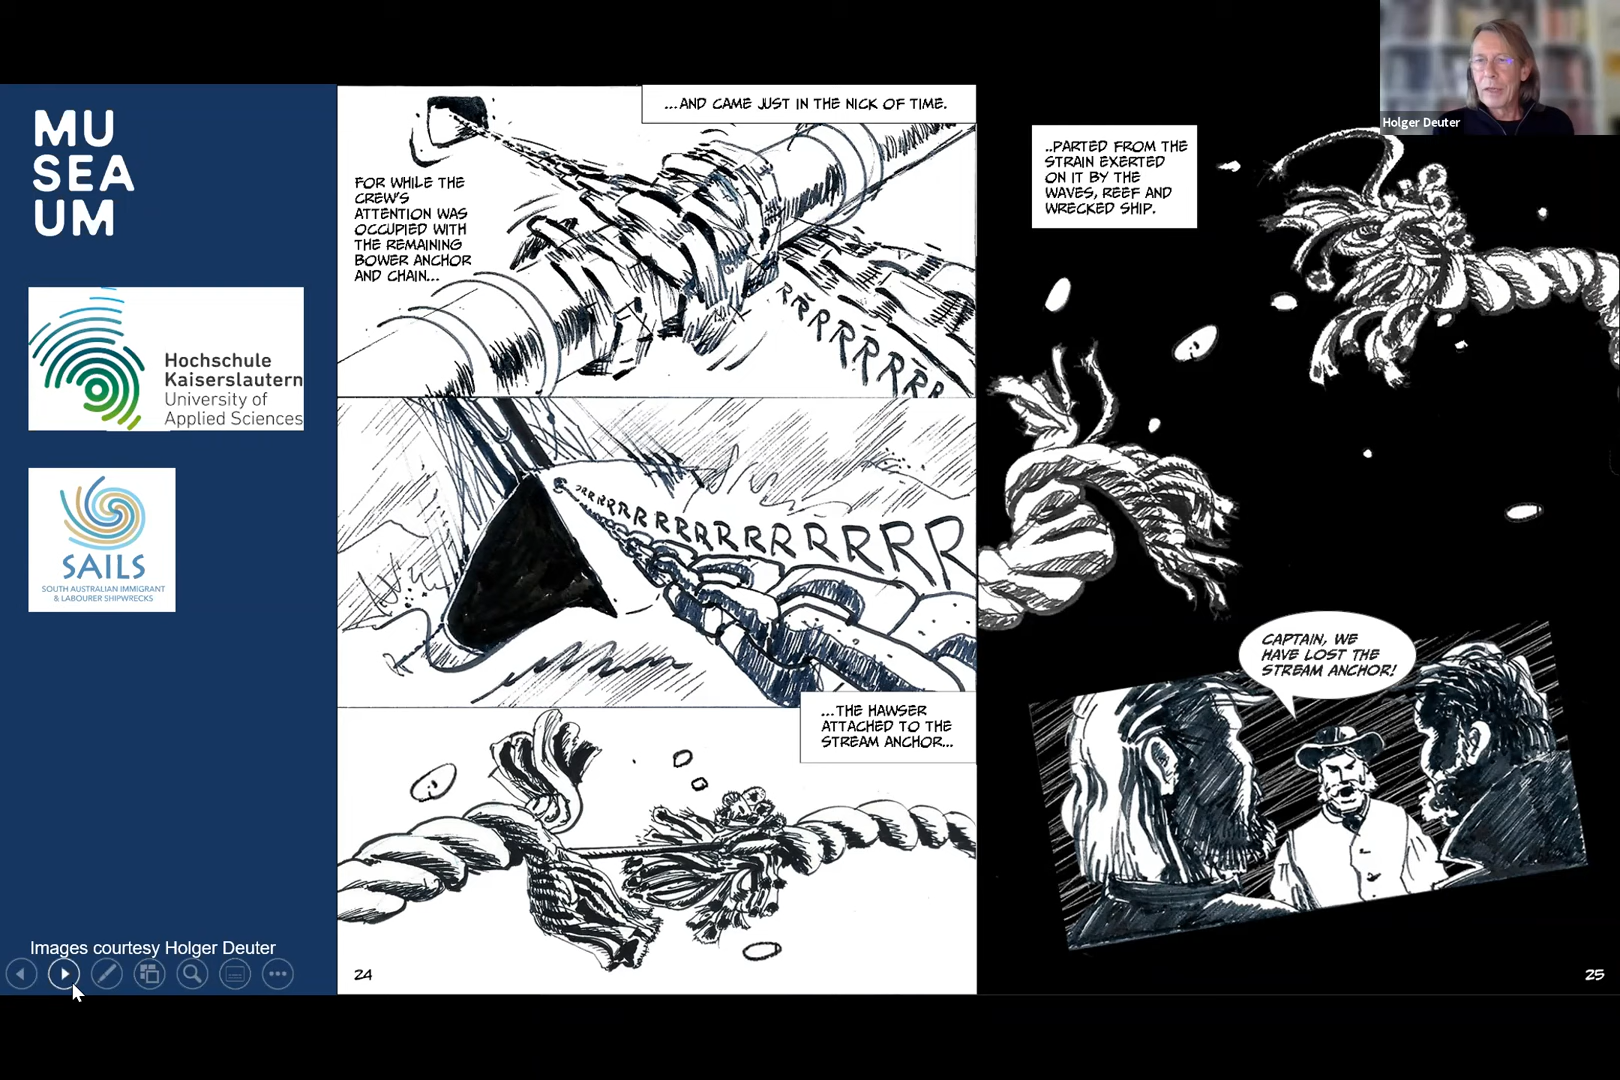 MU
SEA
UM
Hochschule
Kaiserslautern
University of
Applied Sciences
SAILS
SOUTH AUSTRALIAN IMMIGRANT
& LABOURER SHIPWRECKS
Images courtesy Holger Deuter
...AND CAME JUST IN THE NICK OF TIME.
FOR WHILE THE
CREW'S
ATTENTION WAS
OCCUPIED WITH
THE REMAINING
BOWER ANCHOR
AND CHAIN...
RRRRRRRRR
RRRRRRRRRRRRRRRRR
...THE HAWSER
ATTACHED TO THE
STREAM ANCHOR...
24
..PARTED FROM THE
STRAIN EXERTED
ON IT BY THE
WAVES, REEF AND
WRECKED SHIP.
CAPTAIN, WE
HAVE LOST THE
STREAM ANCHOR!
25
Holger Deuter